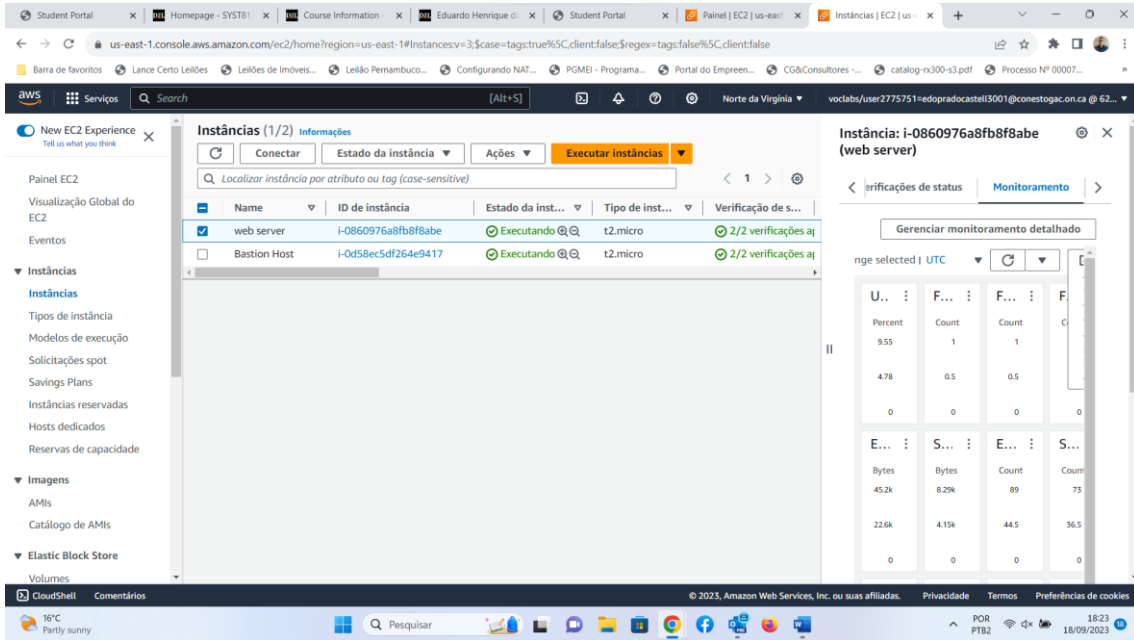 Student Portal
Homepage - SYST81
Course Information -
Eduardo Henrique d
Student Portal
Painel | EC2 | us-east
Instâncias | EC2 | us-
us-east-1.console.aws.amazon.com/ec2/home?region=us-east-1#Instances:v=3;$case=tags:true%5C,client:false;$regex=tags:false%5C,client:false
Barra de favoritos
Lance Certo Leilões
Leilões de Imóveis...
Leilão Pernambuco...
Configurando NAT...
PGMEI - Programa...
Portal do Empreen...
CG&Consultores -...
catalog-rx300-s3.pdf
Processo Nº 00007...
»
aws
Serviços
Search
[Alt+S]
Norte da Virgínia
voclabs/user2775751=edopradocastell3001@conestogac.on.ca @ 62...
New EC2 Experience
Tell us what you think
Painel EC2
Visualização Global do
EC2
Eventos
Instâncias
Instâncias
Tipos de instância
Modelos de execução
Solicitações spot
Savings Plans
Instâncias reservadas
Hosts dedicados
Reservas de capacidade
Imagens
AMIs
Catálogo de AMIs
Elastic Block Store
Volumes
Instâncias (1/2) Informações
Conectar
Estado da instância
Ações
Executar instâncias
Localizar instância por atributo ou tag (case-sensitive)
1
Name
ID de instância
Estado da inst...
Tipo de inst...
Verificação de s...
web server
i-0860976a8fb8f8abe
Executando
t2.micro
2/2 verificações a
Bastion Host
i-0d58ec5df264e9417
Executando
t2.micro
2/2 verificações a
Instância: i-0860976a8fb8f8abe
(web server)
erificações de status
Monitoramento
Gerenciar monitoramento detalhado
nge selected |
UTC
U...
F...
F...
F
Percent
Count
Count
9.55
1
1
4.78
0.5
0.5
0
0
0
0
E...
S...
E...
S...
Bytes
Bytes
Count
Count
45.2k
8.29k
89
73
22.6k
4.15k
44.5
36.5
0
0
0
0
CloudShell
Comentários
© 2023, Amazon Web Services, Inc. ou suas afiliadas.
Privacidade
Termos
Preferências de cookies
16°C
Partly sunny
Pesquisar
POR
PTB2
18:23
18/09/2023
18